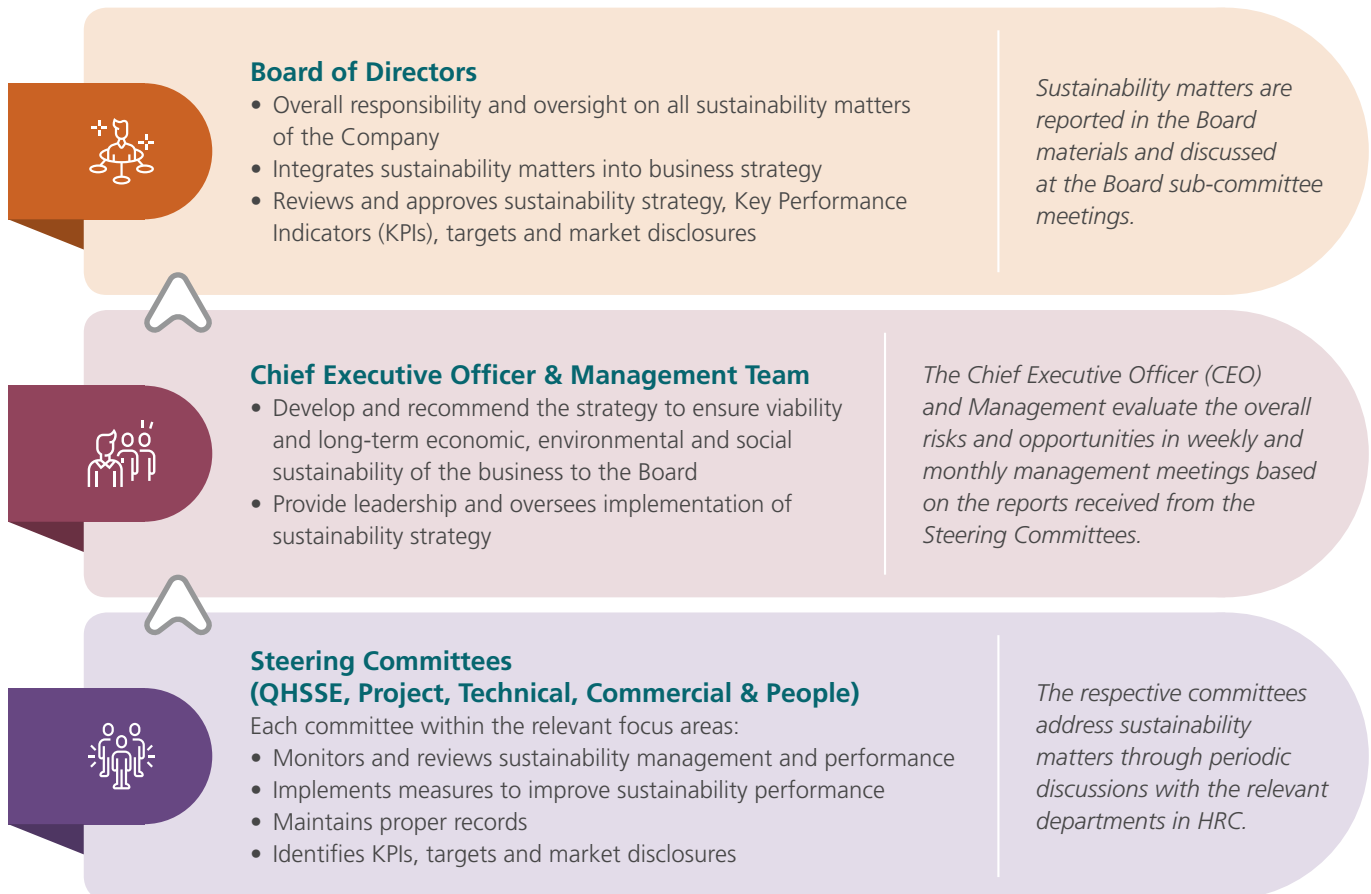 Board of Directors
• Overall responsibility and oversight on all sustainability matters
of the Company
• Integrates sustainability matters into business strategy
• Reviews and approves sustainability strategy, Key Performance
Indicators (KPIs), targets and market disclosures
Sustainability matters are
reported in the Board
materials and discussed
at the Board sub-committee
meetings.
Chief Executive Officer & Management Team
• Develop and recommend the strategy to ensure viability
and long-term economic, environmental and social
sustainability of the business to the Board
• Provide leadership and oversees implementation of
sustainability strategy
The Chief Executive Officer (CEO)
and Management evaluate the overall
risks and opportunities in weekly and
monthly management meetings based
on the reports received from the
Steering Committees.
Steering Committees
(QHSSE, Project, Technical, Commercial & People)
Each committee within the relevant focus areas:
• Monitors and reviews sustainability management and performance
• Implements measures to improve sustainability performance
• Maintains proper records
• Identifies KPIs, targets and market disclosures
The respective committees
address sustainability
matters through periodic
discussions with the relevant
departments in HRC.